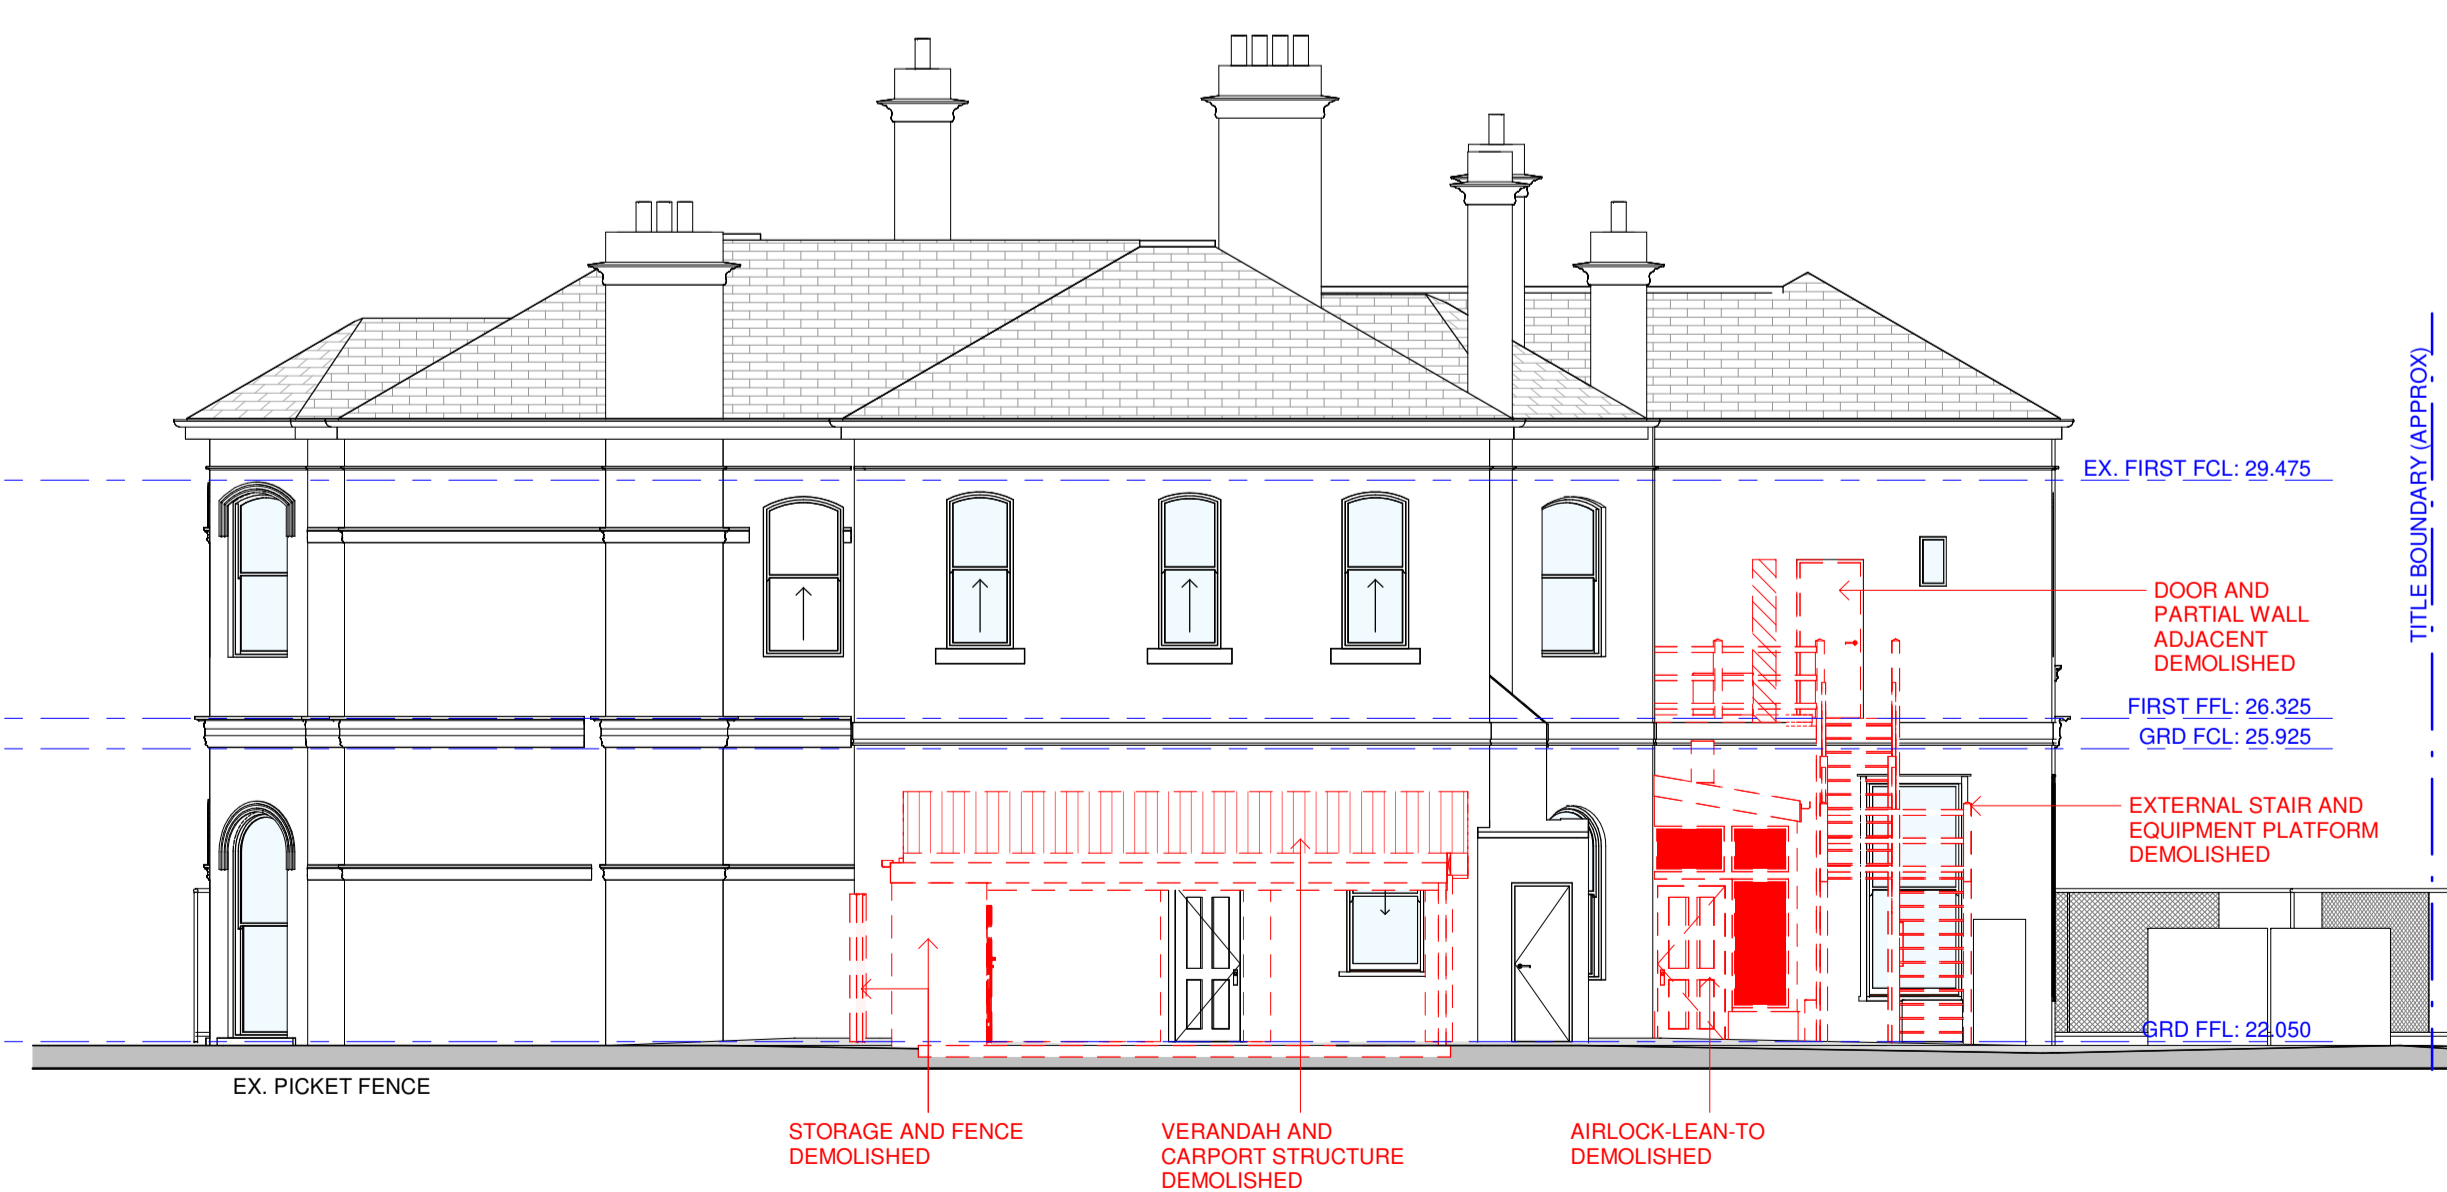 EX. FIRST FCL: 29.475
TITLE BOUNDARY (APPROX)
DOOR AND
PARTIAL WALL
ADJACENT
DEMOLISHED
FIRST FFL: 26.325
GRD FCL: 25.925
EXTERNAL STAIR AND
EQUIPMENT PLATFORM
DEMOLISHED
GRD FFL: 22.050
EX. PICKET FENCE
STORAGE AND FENCE
DEMOLISHED
VERANDAH AND
CARPORT STRUCTURE
DEMOLISHED
AIRLOCK-LEAN-TO
DEMOLISHED